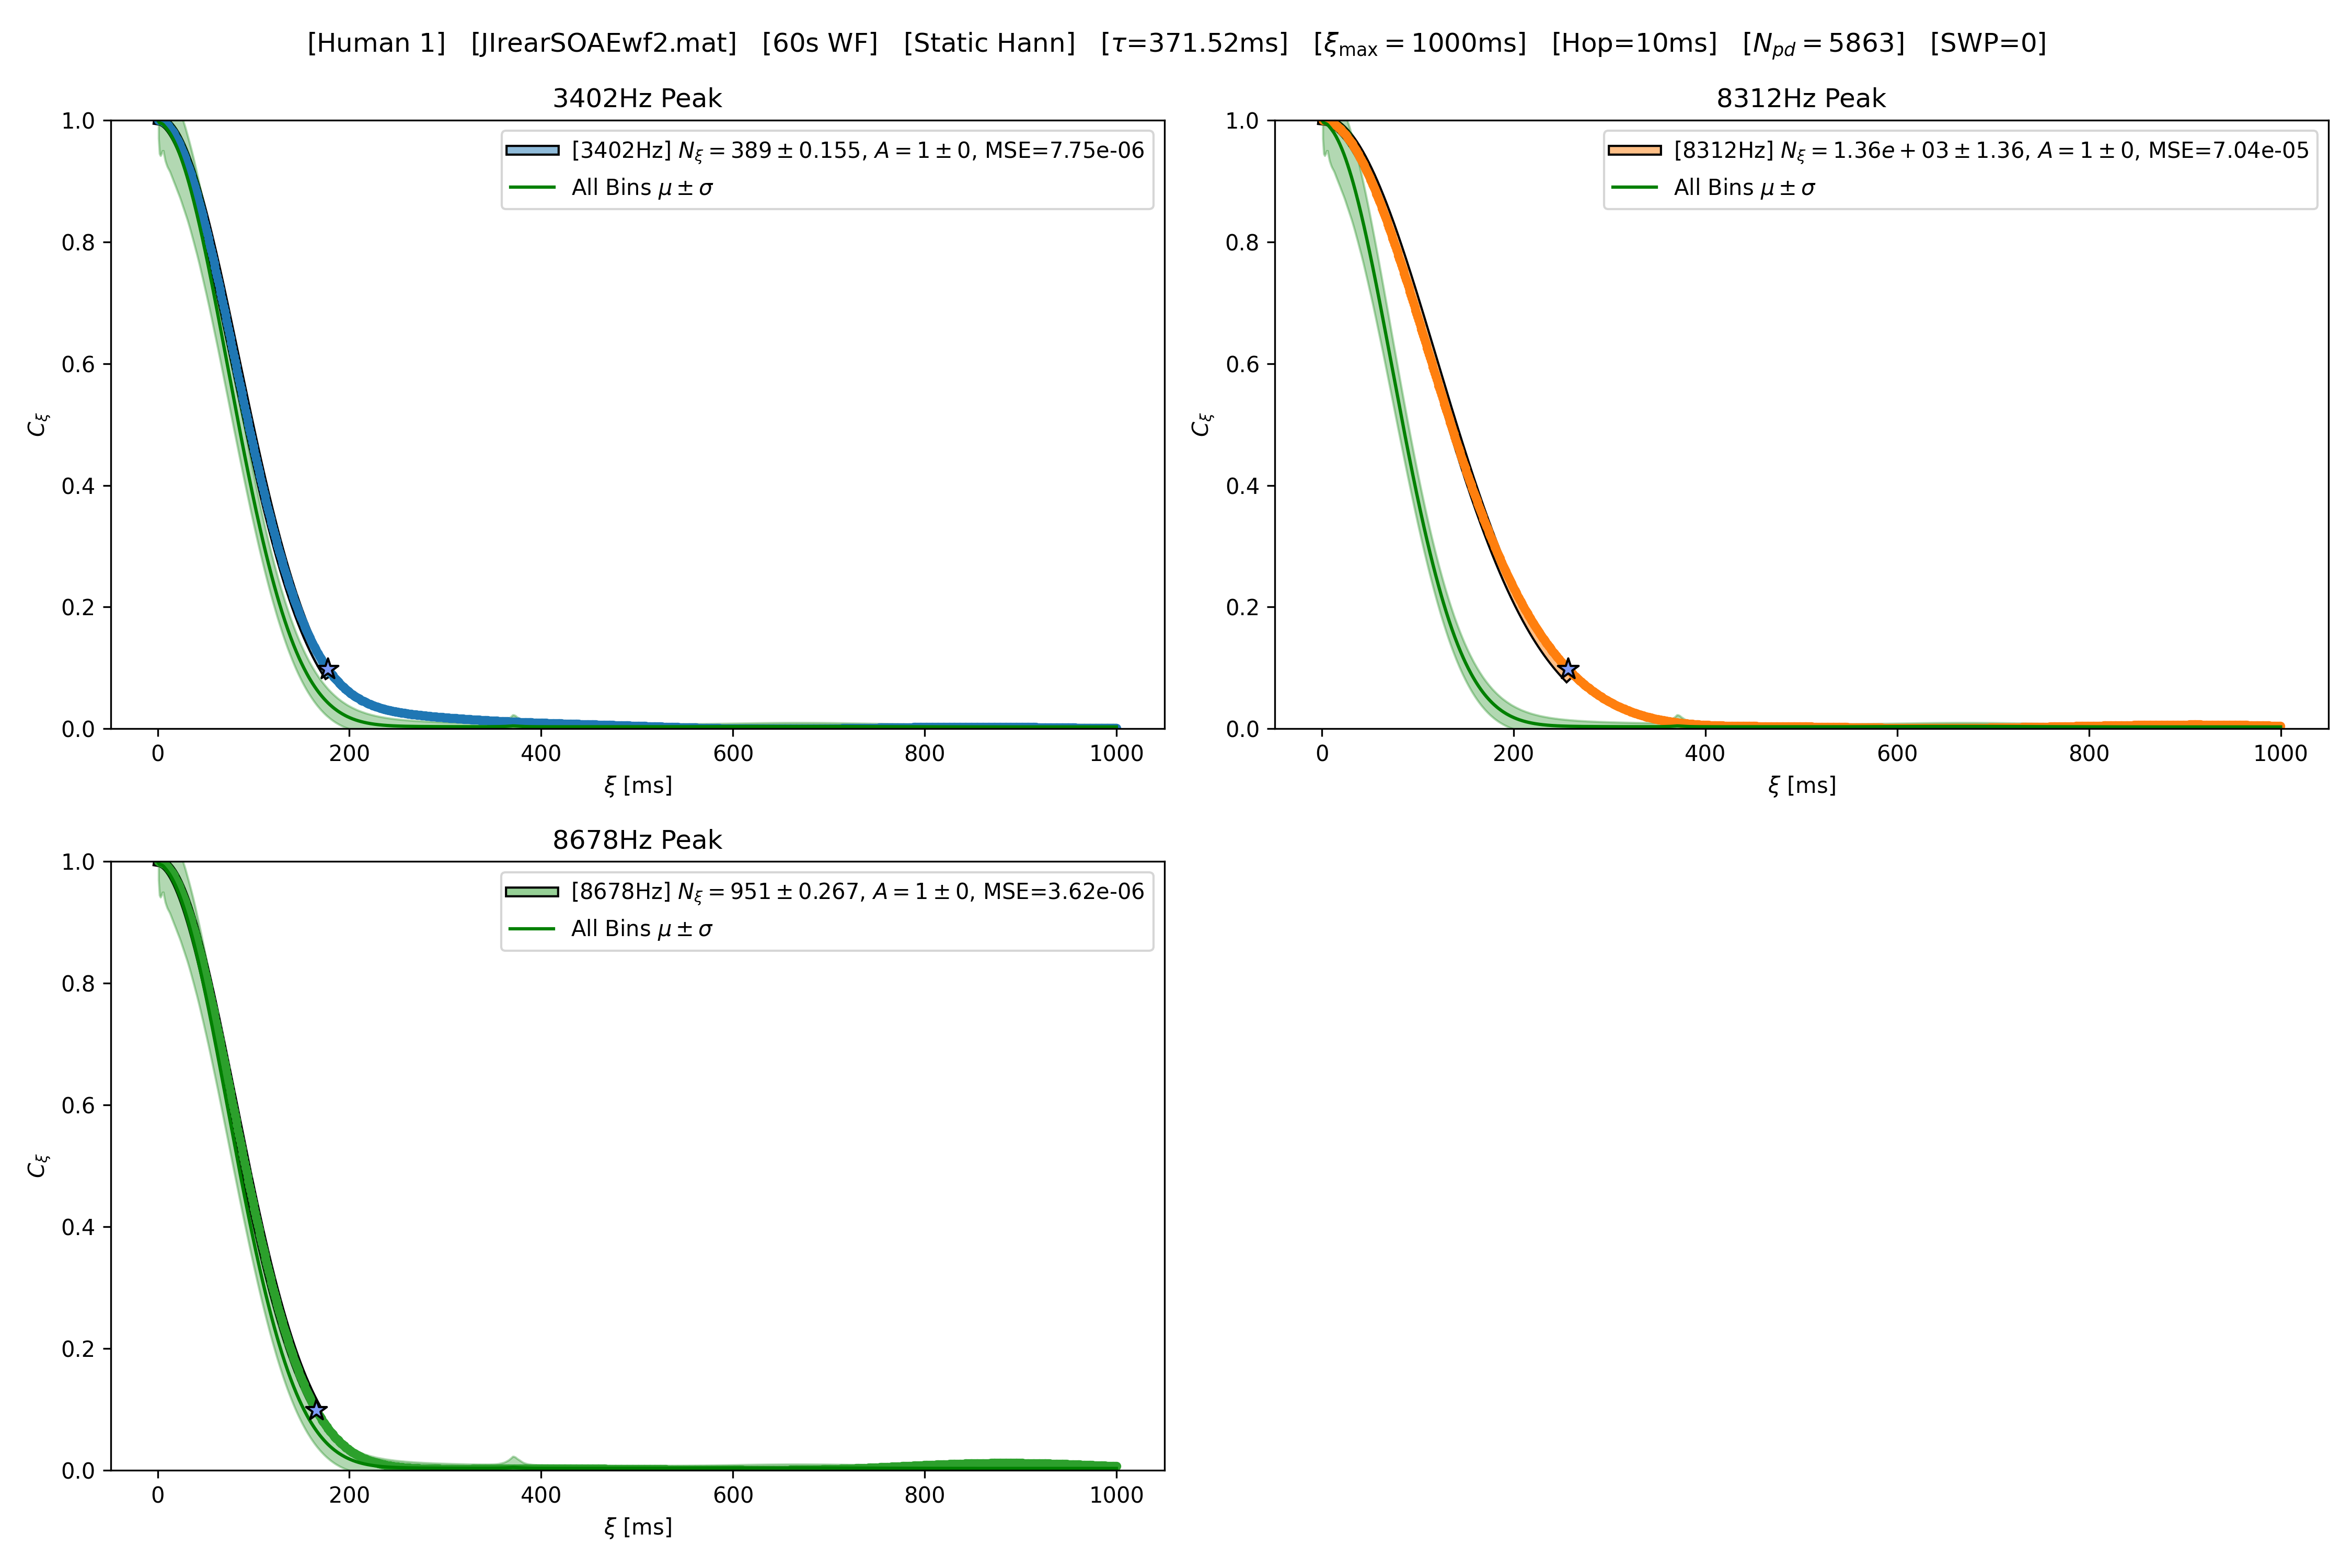 [Human 1] [JIrearSOAEwf2.mat] [60s WF] [Static Hann] [τ=371.52ms] [ξmax = 1000ms] [Hop=10ms] [Npd = 5863] [SWP=0]
3402Hz Peak
1.0
0.8
0.6
0.4
0.2
0.0
Cξ
[3402Hz] Nξ = 389 ± 0.155, A = 1 ± 0, MSE=7.75e-06
All Bins μ ± σ
0 200 400 600 800 1000
ξ [ms]
8312Hz Peak
1.0
0.8
0.6
0.4
0.2
0.0
Cξ
[8312Hz] Nξ = 1.36e + 03 ± 1.36, A = 1 ± 0, MSE=7.04e-05
All Bins μ ± σ
0 200 400 600 800 1000
ξ [ms]
8678Hz Peak
1.0
0.8
0.6
0.4
0.2
0.0
Cξ
[8678Hz] Nξ = 951 ± 0.267, A = 1 ± 0, MSE=3.62e-06
All Bins μ ± σ
0 200 400 600 800 1000
ξ [ms]